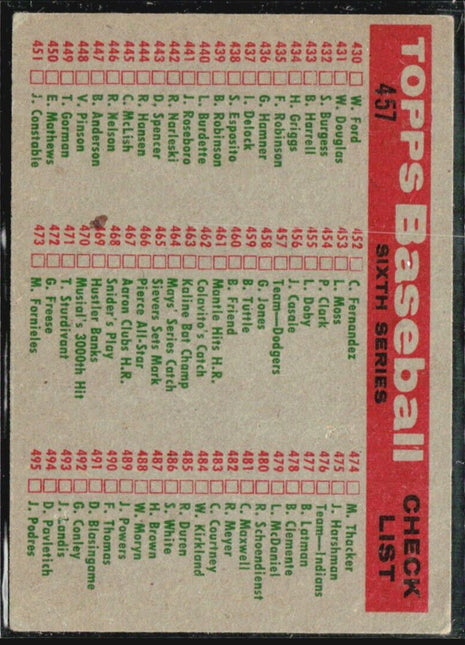 TOPPS Baseball CHECK LIST
457
SIXTH SERIES
430 W. Ford
431 W. Douglas
432 S. Burgess
433 B. Harrell
434 H. Griggs
435 F. Robinson
436 G. Hamner
437 I. Delock
438 S. Esposito
439 B. Robinson
440 L. Burdette
441 J. Roseboro
442 R. Narleski
443 D. Spencer
444 R. Hansen
445 C. McLish
446 R. Nelson
447 B. Anderson
448 V. Pinson
449 T. Gorman
450 E. Mathews
451 J. Constable
452 C. Fernandez
453 L. Moss
454 P. Clark
455 L. Doby
456 J. Casale
457 Team—Dodgers
458 G. Jones
459 B. Tuttle
460 B. Friend
461 Mantle Hits H.R.
462 Colavito's Catch
463 Kaline Bat Champ
464 Mays' Series Catch
465 Sievers Sets Mark
466 Pierce All-Star
467 Aaron Clubs H.R.
468 Snider's Play
469 Hustler Banks
470 Musial's 3000th Hit
471 T. Sturdivant
472 G. Freese
473 M. Fornieles
474 M. Thacker
475 J. Harshman
476 Team—Indians
477 B. Latman
478 B. Clemente
479 L. McDaniel
480 R. Schoendienst
481 C. Maxwell
482 R. Meyer
483 C. Courtney
484 W. Kirkland
485 R. Duren
486 S. White
487 H. Brown
488 W. Moryn
489 J. Powers
490 F. Thomas
491 D. Blasingame
492 G. Conley
493 J. Landis
494 D. Pavletich
495 J. Podres